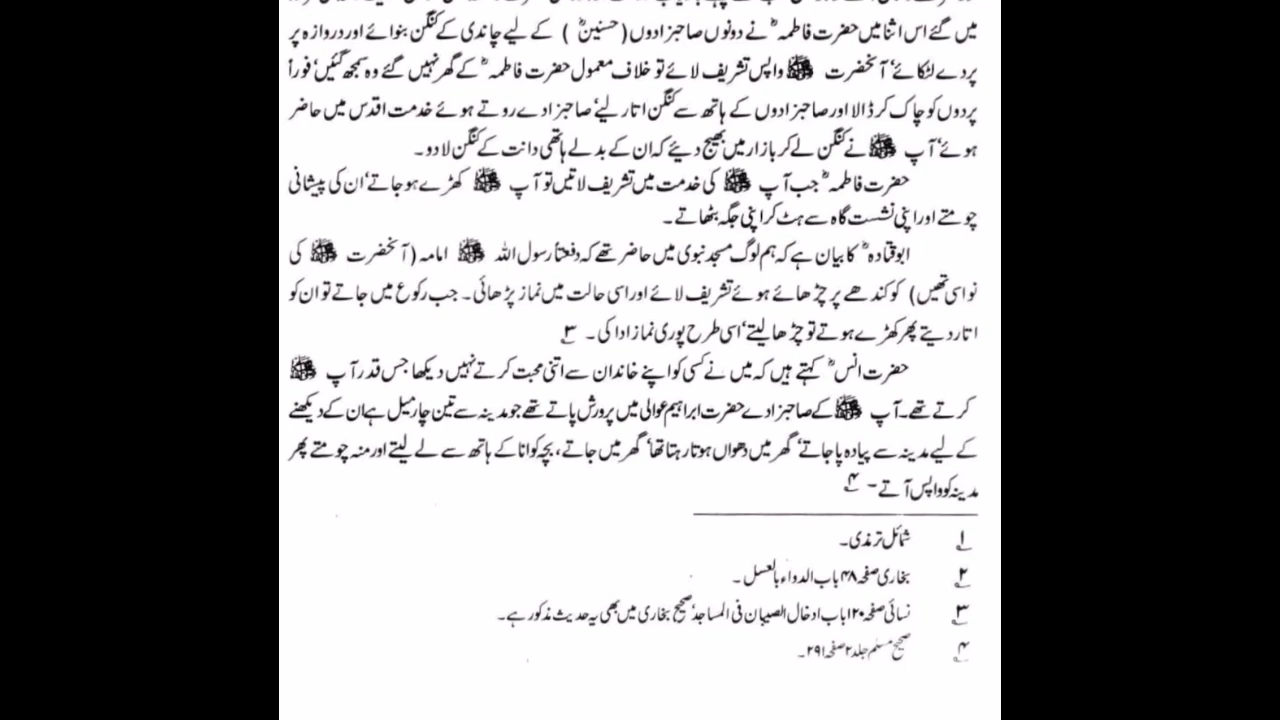 میں گئے اس اثنا میں حضرت فاطمہؓ نے دونوں صاحبزادوں (حسنینؓ) کے لیے چاندی کے کنگن بنوائے اور دروازہ پر
پردے لٹکائے‘ آنحضرت ﷺ واپس تشریف لائے تو خلاف معمول حضرت فاطمہؓ کے گھر نہیں گئے وہ سمجھ گئیں‘ فوراً
پردوں کو چاک کر ڈالا اور صاحبزادوں کے ہاتھ سے کنگن اتار لیے‘ صاحبزادے روتے ہوئے خدمت اقدس میں حاضر
ہوئے‘ آپ ﷺ نے کنگن لے کر بازار میں بھیج دیئے کہ ان کے بدلے ہاتھی دانت کے کنگن لا دو۔
حضرت فاطمہؓ جب آپ ﷺ کی خدمت میں تشریف لاتیں تو آپ ﷺ کھڑے ہو جاتے‘ ان کی پیشانی
چومتے اور اپنی نشست گاہ سے ہٹ کر اپنی جگہ بٹھاتے۔
ابوقتادہؓ کا بیان ہے کہ ہم لوگ مسجد نبوی میں حاضر تھے کہ دفعتاً رسول اللہ ﷺ امامہ (آنحضرت ﷺ کی
نواسی تھیں) کو کندھے پر چڑھائے ہوئے تشریف لائے اور اسی حالت میں نماز پڑھائی۔ جب رکوع میں جاتے تو ان کو
اتار دیتے پھر کھڑے ہوتے تو چڑھا لیتے‘ اسی طرح پوری نماز ادا کی۔ ۳؎
حضرت انسؓ کہتے ہیں کہ میں نے کسی کو اپنے خاندان سے اتنی محبت کرتے نہیں دیکھا جس قدر آپ ﷺ
کرتے تھے۔ آپ ﷺ کے صاحبزادے حضرت ابراہیم عوالی میں پرورش پاتے تھے جو مدینہ سے تین چار میل ہے ان کے دیکھنے
کے لیے مدینہ سے پیادہ پا جاتے‘ گھر میں دھواں ہوتا رہتا تھا‘ گھر میں جاتے، بچہ کو انا کے ہاتھ سے لے لیتے اور منہ چومتے پھر
مدینہ کو واپس آتے۔ ۴؎
۱؎ شمائل ترمذی۔
۲؎ بخاری صفحہ ۸۴۸ باب الدواء بالعسل۔
۳؎ نسائی صفحہ ۱۲۰ باب ادخال الصبیان فی المساجد‘ صحیح بخاری میں بھی یہ حدیث مذکور ہے۔
۴؎ صحیح مسلم جلد ۲ صفحہ ۲۹۱۔